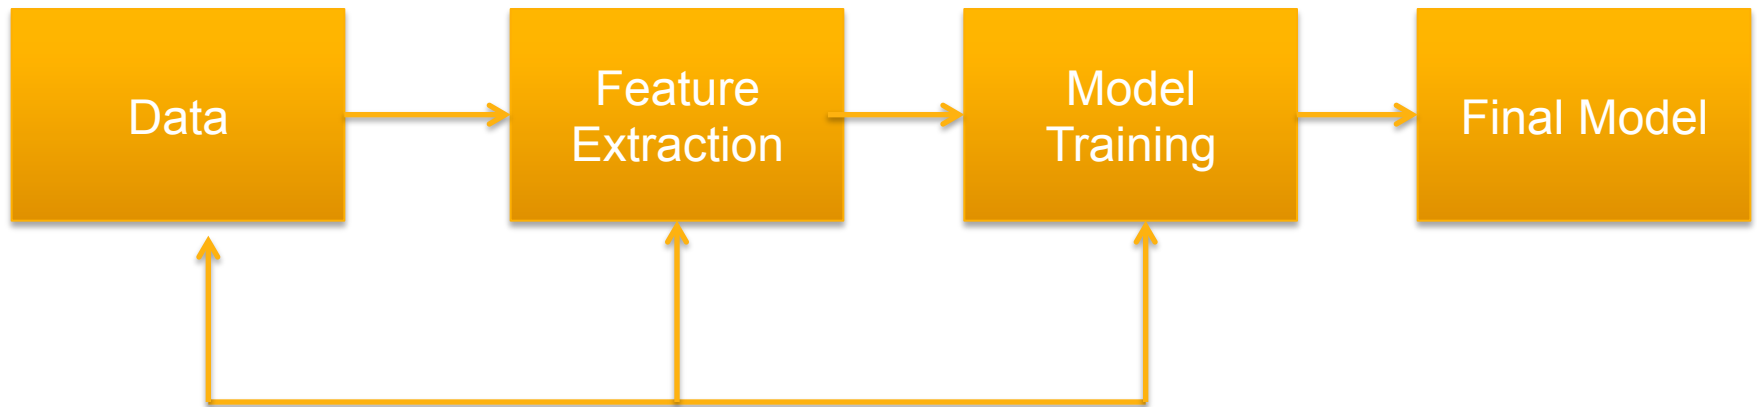 Data
Feature
Extraction
Model
Training
Final Model